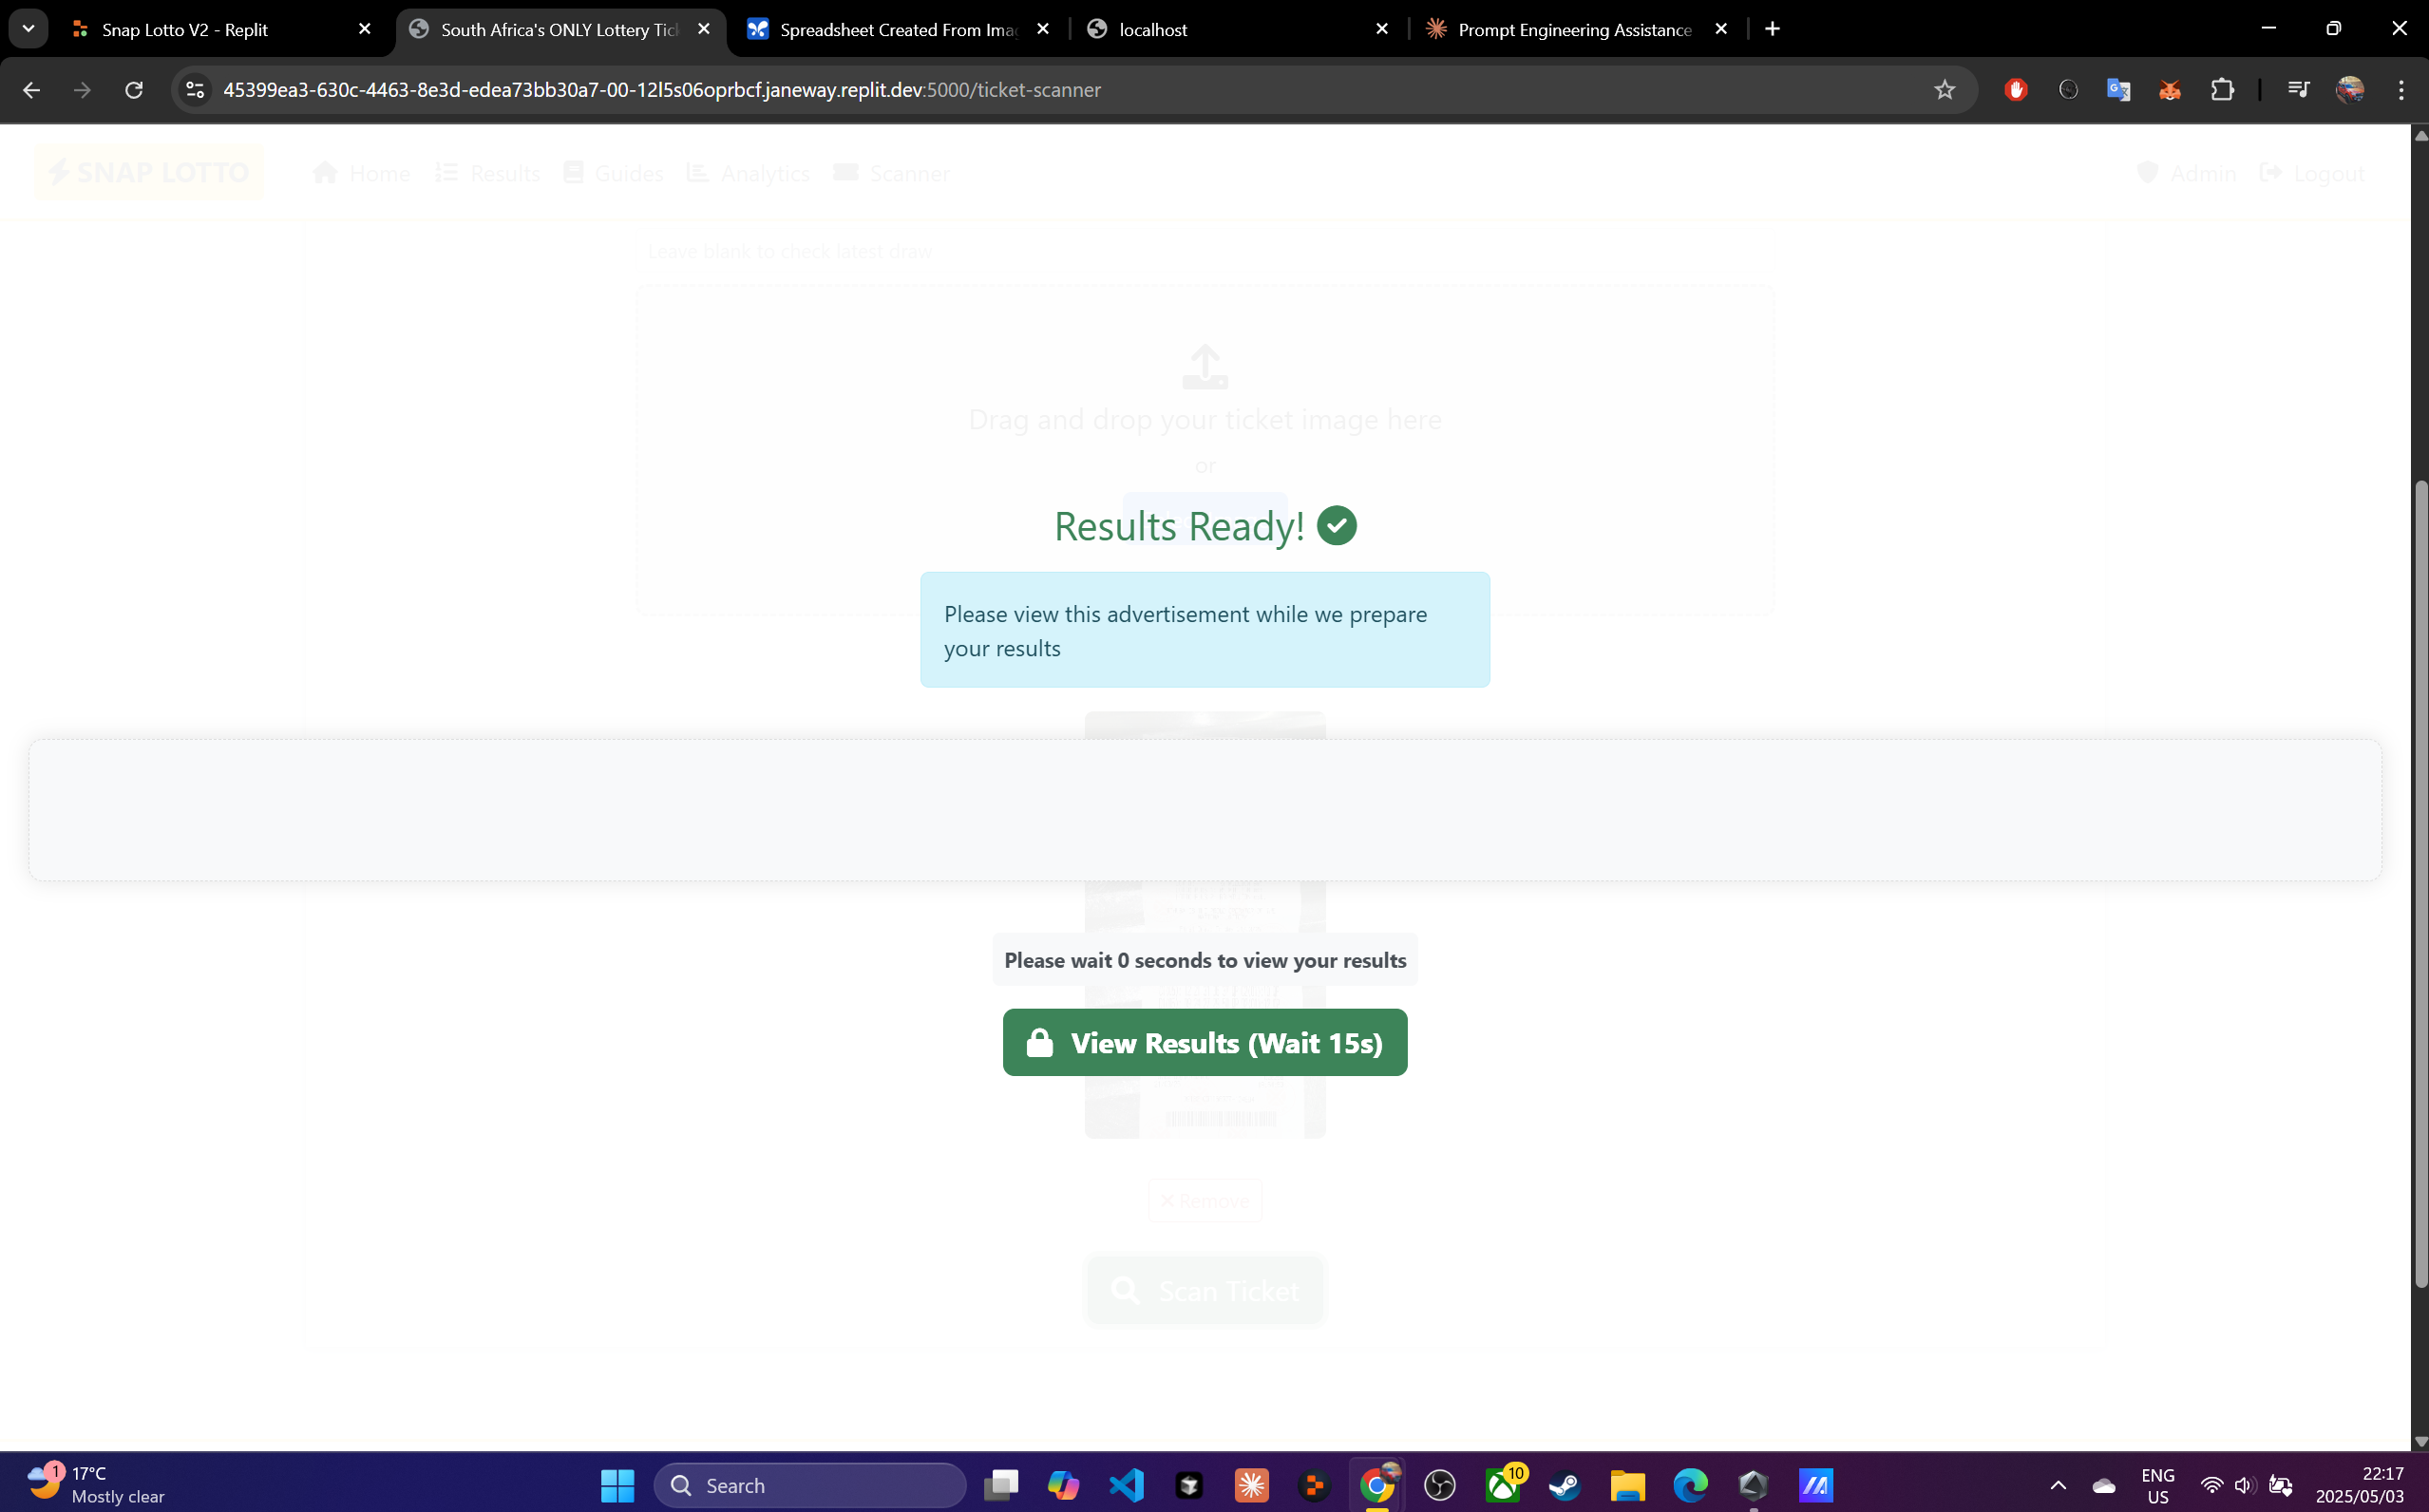 Snap Lotto V2 - Replit
South Africa's ONLY Lottery Tick
Spreadsheet Created From Imag
localhost
Prompt Engineering Assistance
45399ea3-630c-4463-8e3d-edea73bb30a7-00-12l5s06oprbcf.janeway.replit.dev:5000/ticket-scanner
SNAP LOTTO
Home
Results
Guides
Analytics
Scanner
Admin
Logout
Leave blank to check latest draw
Drag and drop your ticket image here
or
Results Ready!
Please view this advertisement while we prepare
your results
Please wait 0 seconds to view your results
View Results (Wait 15s)
Remove
Scan Ticket
1
17°C
Mostly clear
Search
10
ENG
US
22:17
2025/05/03